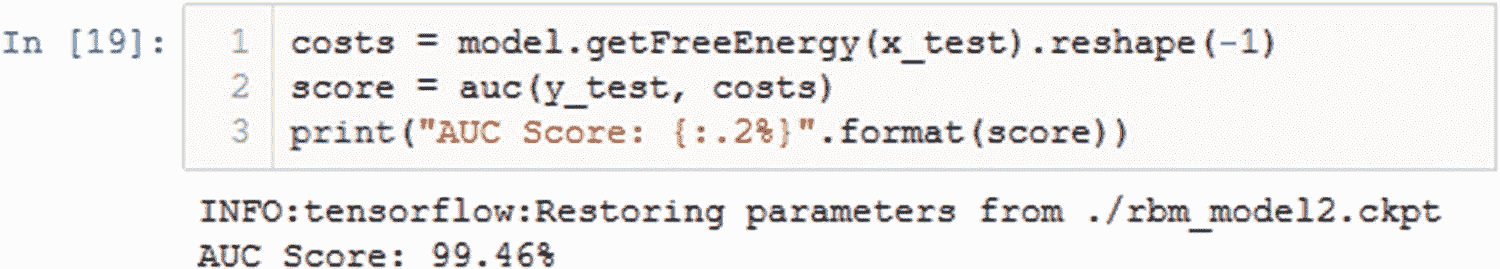 In [19]:
1 costs = model.getFreeEnergy(x_test).reshape(-1)
2 score = auc(y_test, costs)
3 print("AUC Score: {:.2%}".format(score))
INFO:tensorflow:Restoring parameters from ./rbm_model2.ckpt
AUC Score: 99.46%